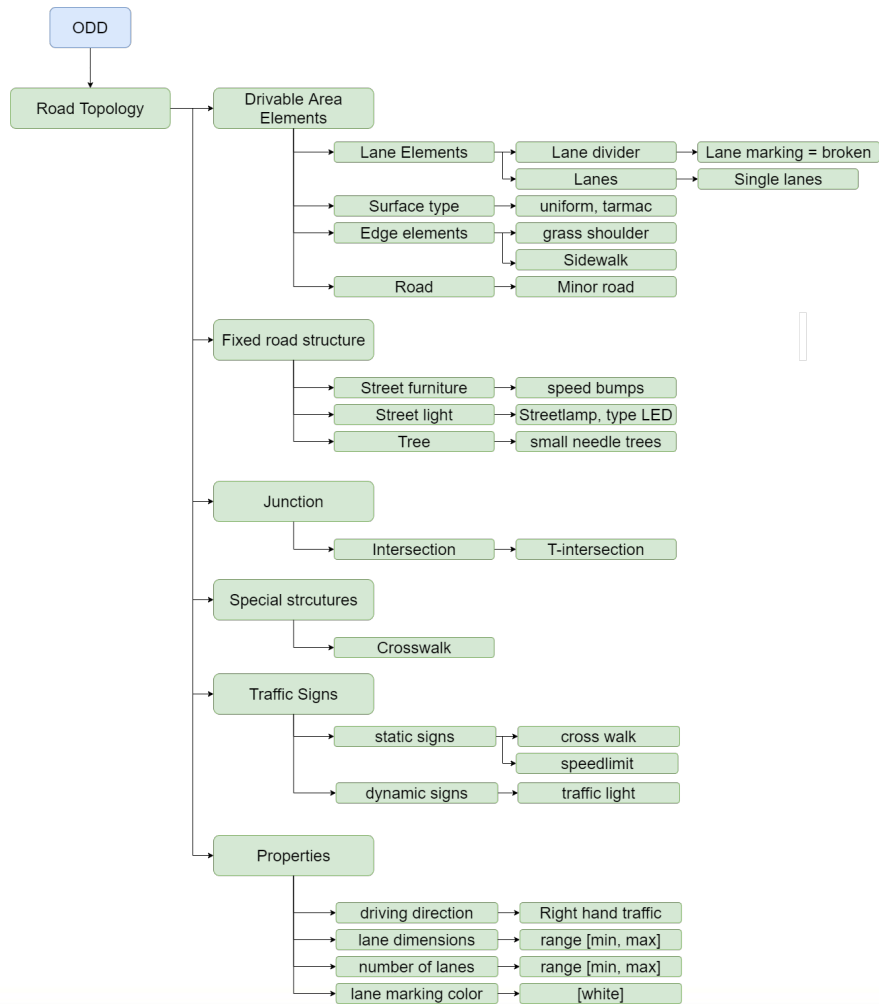 ODD
Road Topology
Drivable Area
Elements
Lane Elements
Lane divider
Lane marking = broken
Lanes
Single lanes
Surface type
uniform, tarmac
Edge elements
grass shoulder
Sidewalk
Road
Minor road
Fixed road structure
Street furniture
speed bumps
Street light
Streetlamp, type LED
Tree
small needle trees
Junction
Intersection
T-intersection
Special strcutures
Crosswalk
Traffic Signs
static signs
cross walk
speedlimit
dynamic signs
traffic light
Properties
driving direction
Right hand traffic
lane dimensions
range [min, max]
number of lanes
range [min, max]
lane marking color
[white]